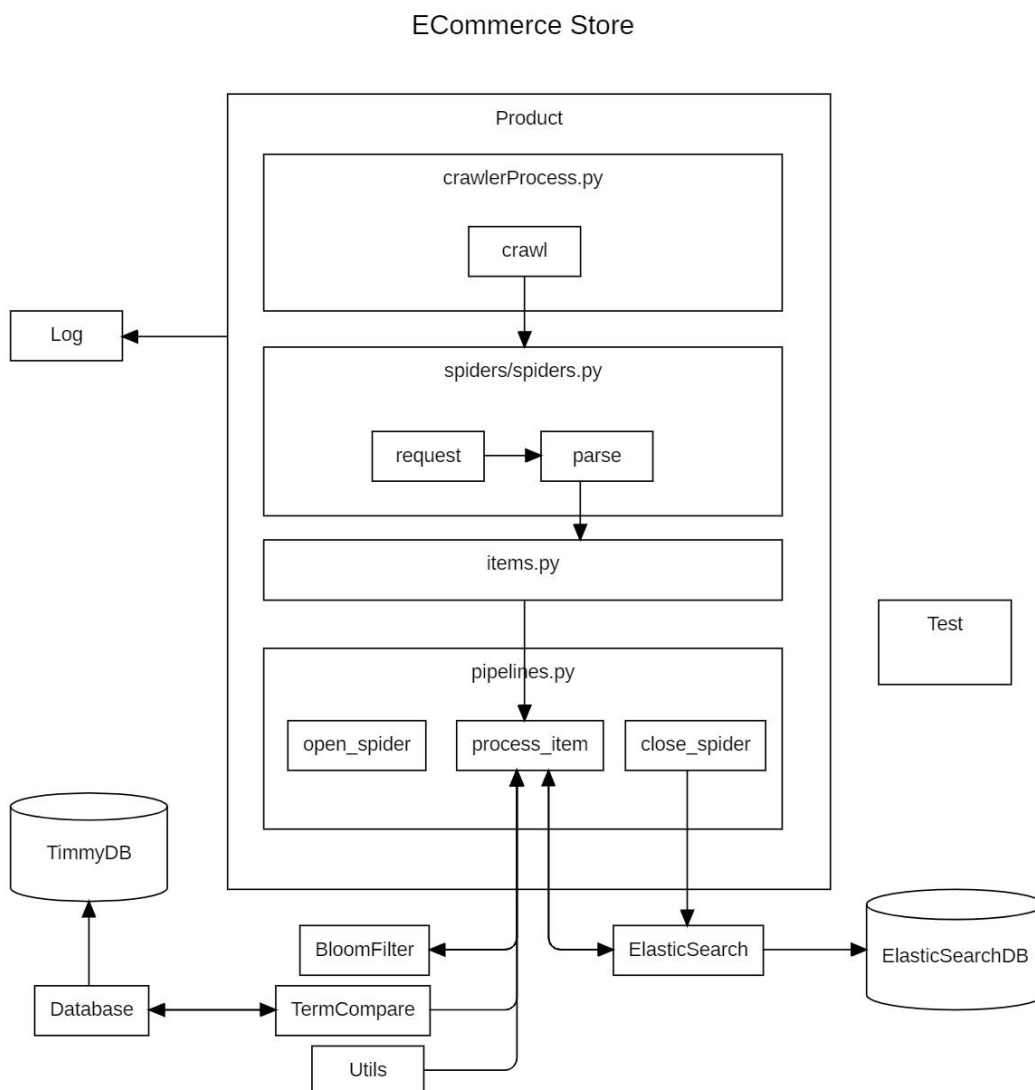 ECommerce Store
Product
crawlerProcess.py
crawl
Log
spiders/spiders.py
request
parse
items.py
Test
pipelines.py
open_spider
process_item
close_spider
TimmyDB
BloomFilter
ElasticSearch
ElasticSearchDB
Database
TermCompare
Utils